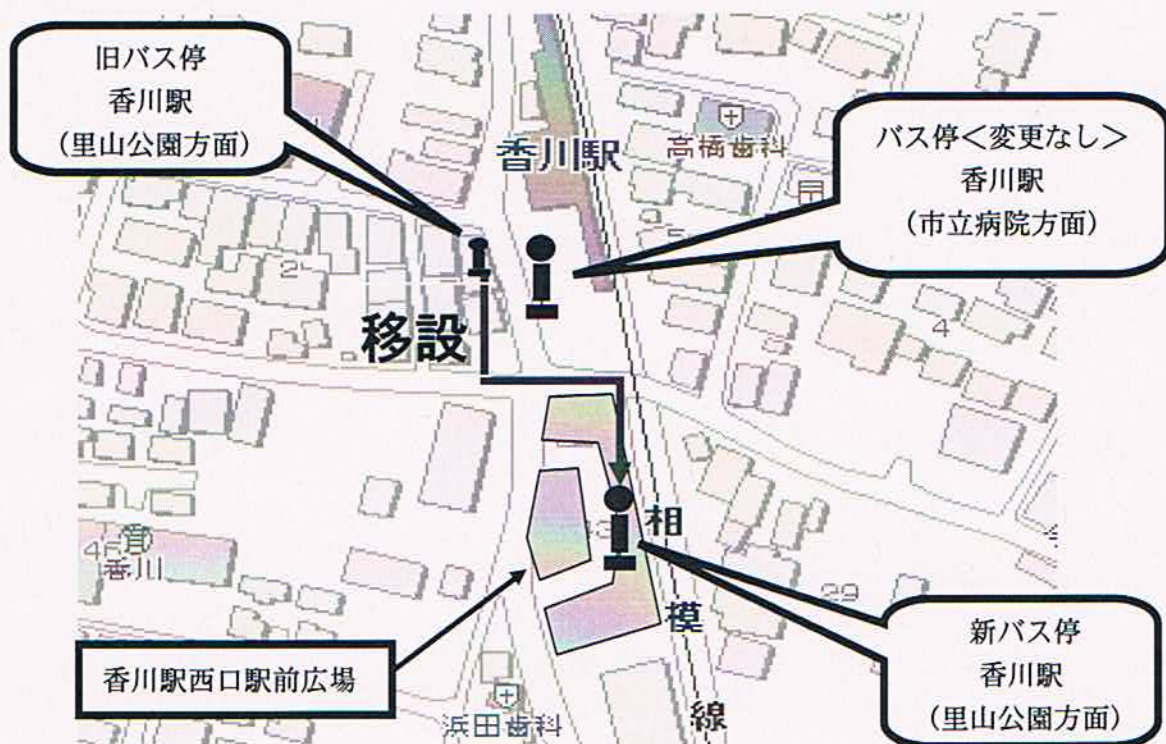 旧バス停
香川駅
(里山公園方面)
バス停<変更なし>
香川駅
(市立病院方面)
香川駅
高橋歯科
移設
4
相
模
線
29
香川
香川駅西口駅前広場
浜田歯科
新バス停
香川駅
(里山公園方面)